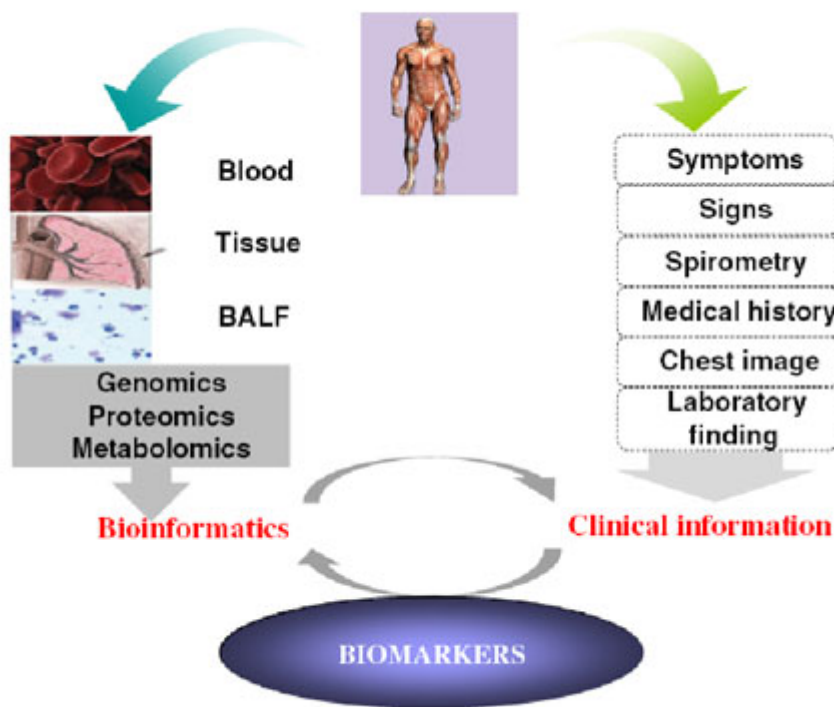 Blood
Tissue
BALF
Genomics
Proteomics
Metabolomics
Bioinformatics
Symptoms
Signs
Spirometry
Medical history
Chest image
Laboratory
finding
Clinical information
BIOMARKERS